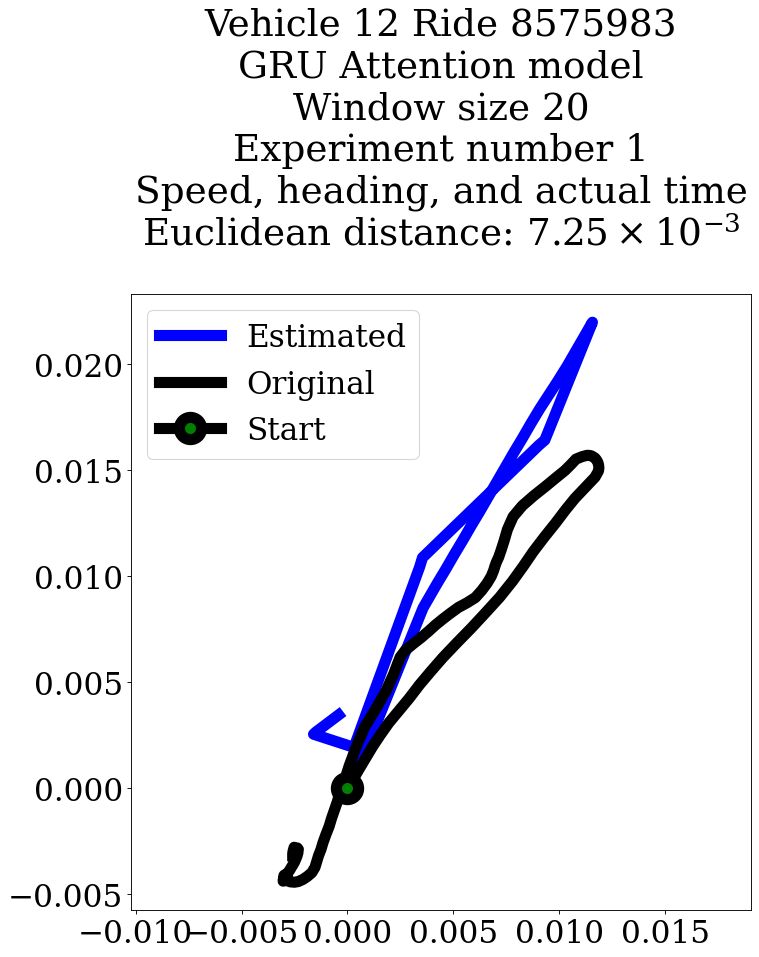 Vehicle 12 Ride 8575983
GRU Attention model
Window size 20
Experiment number 1
Speed, heading, and actual time
Euclidean distance: 7.25 × 10⁻³
Estimated
Original
Start
0.020
0.015
0.010
0.005
0.000
−0.005
−0.010 −0.005 0.000 0.005 0.010 0.015